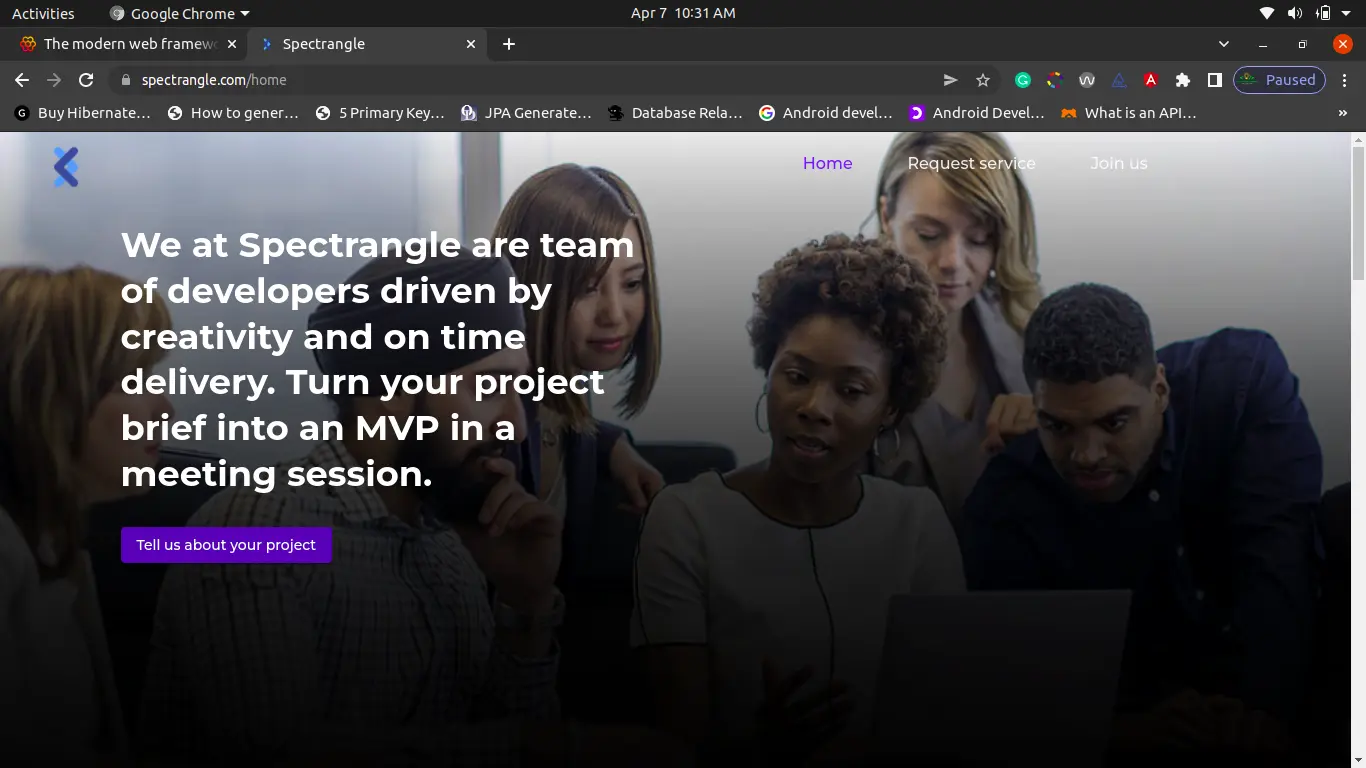 Activities
Google Chrome
Apr 7 10:31 AM
The modern web framew
Spectrangle
spectrangle.com/home
Paused
Buy Hibernate…
How to gener…
5 Primary Key…
JPA Generate…
Database Rela…
Android devel…
Android Devel…
What is an API…
»
Home
Request service
Join us
We at Spectrangle are team
of developers driven by
creativity and on time
delivery. Turn your project
brief into an MVP in a
meeting session.
Tell us about your project